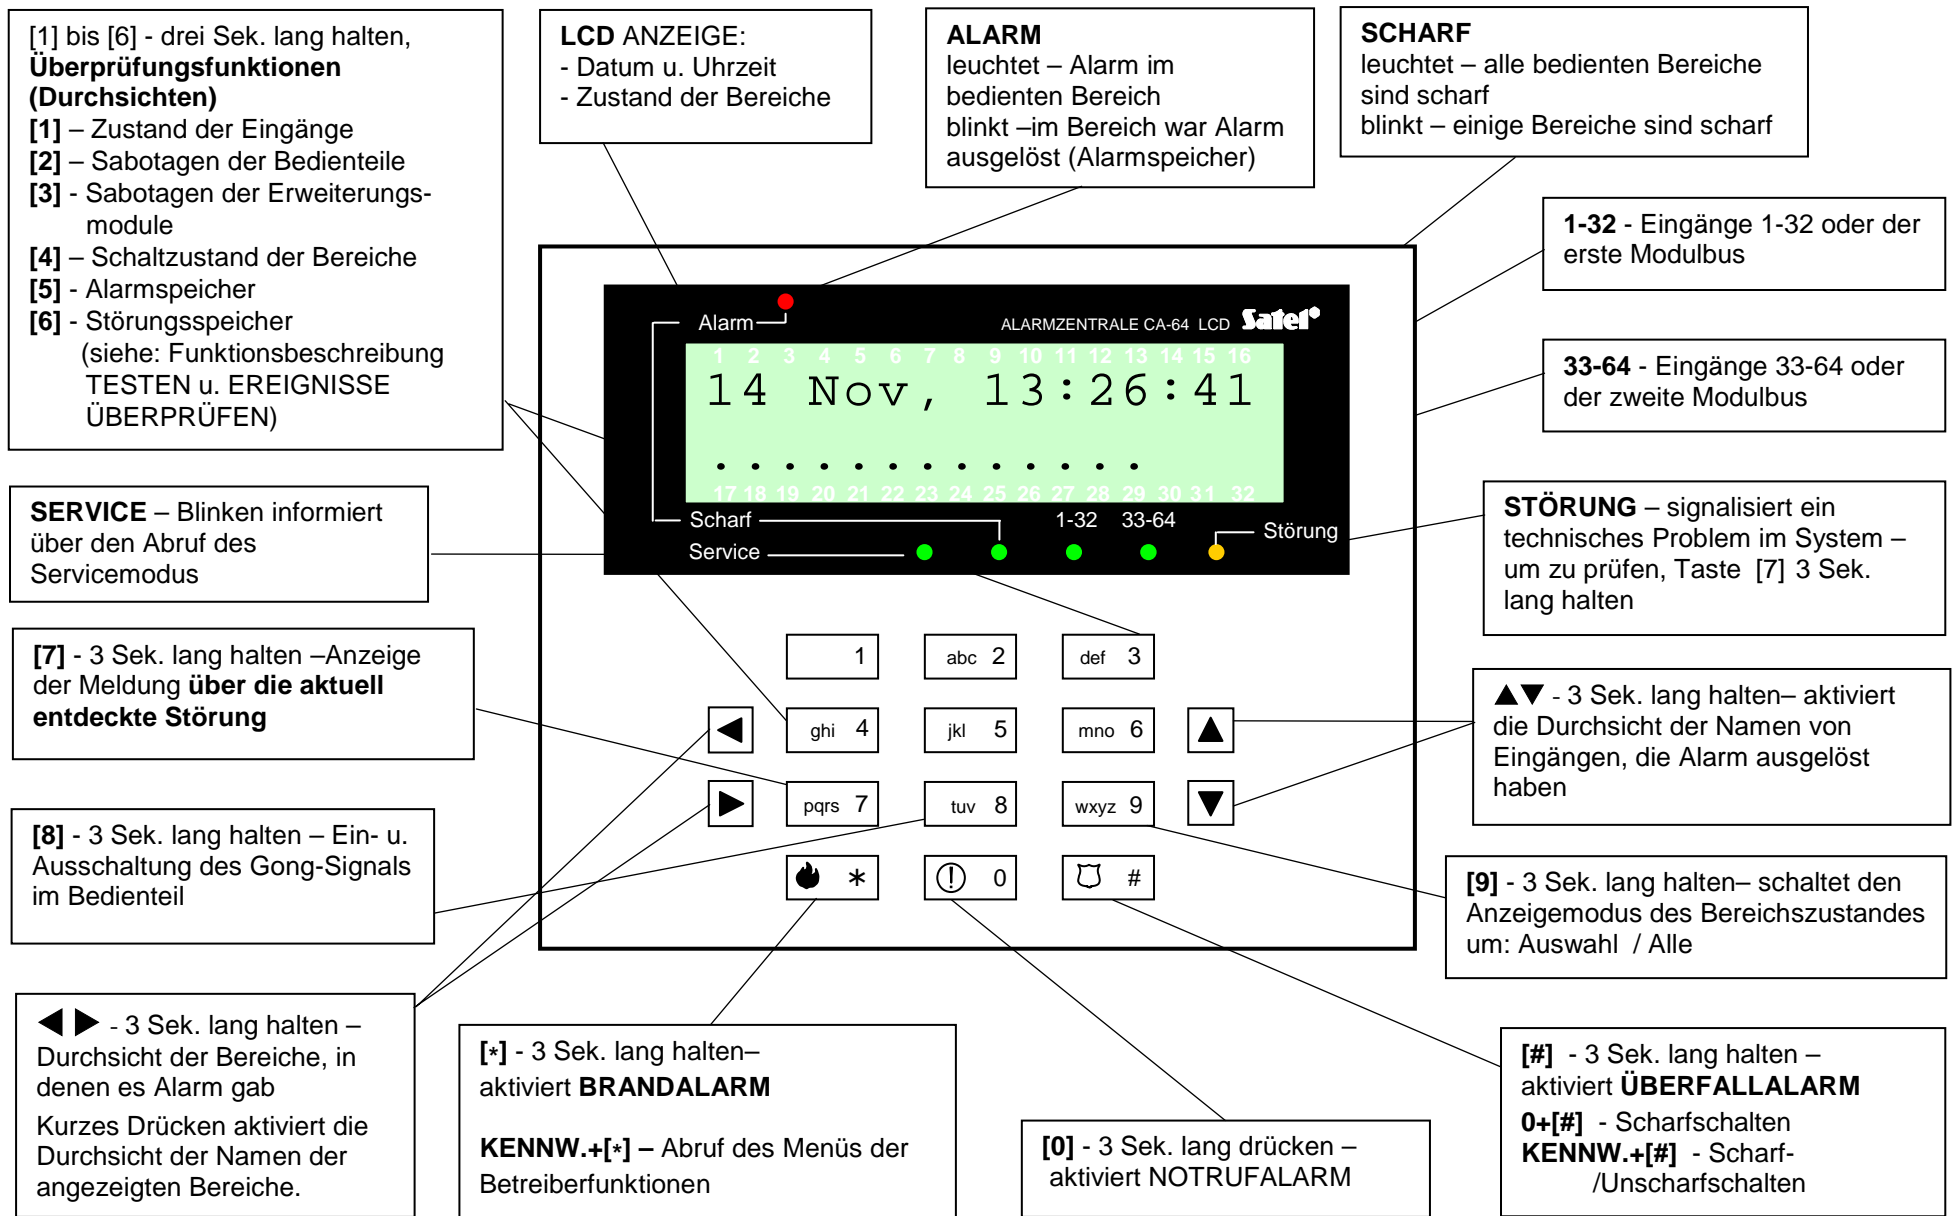 [1] bis [6] - drei Sek. lang halten,
Überprüfungsfunktionen
(Durchsichten)
[1] – Zustand der Eingänge
[2] – Sabotagen der Bedienteile
[3] - Sabotagen der Erweiterungs-
module
[4] – Schaltzustand der Bereiche
[5] - Alarmspeicher
[6] - Störungsspeicher
(siehe: Funktionsbeschreibung
TESTEN u. EREIGNISSE
ÜBERPRÜFEN)
LCD ANZEIGE:
- Datum u. Uhrzeit
- Zustand der Bereiche
ALARM
leuchtet – Alarm im
bedienten Bereich
blinkt –im Bereich war Alarm
ausgelöst (Alarmspeicher)
SCHARF
leuchtet – alle bedienten Bereiche
sind scharf
blinkt – einige Bereiche sind scharf
1-32 - Eingänge 1-32 oder der
erste Modulbus
33-64 - Eingänge 33-64 oder
der zweite Modulbus
Alarm
ALARMZENTRALE CA-64 LCD Satel
1 2 3 4 5 6 7 8 9 10 11 12 13 14 15 16
14 Nov, 13:26:41
. . . . . . . . . . . . .
17 18 19 20 21 22 23 24 25 26 27 28 29 30 31 32
Scharf 1-32 33-64
Service
Störung
SERVICE – Blinken informiert
über den Abruf des
Servicemodus
STÖRUNG – signalisiert ein
technisches Problem im System –
um zu prüfen, Taste [7] 3 Sek.
lang halten
[7] - 3 Sek. lang halten –Anzeige
der Meldung über die aktuell
entdeckte Störung
1
abc 2
def 3
◀
ghi 4
jkl 5
mno 6
▲
▶
pqrs 7
tuv 8
wxyz 9
▼
*
! 0
#
▲▼ - 3 Sek. lang halten– aktiviert
die Durchsicht der Namen von
Eingängen, die Alarm ausgelöst
haben
[8] - 3 Sek. lang halten – Ein- u.
Ausschaltung des Gong-Signals
im Bedienteil
[9] - 3 Sek. lang halten– schaltet den
Anzeigemodus des Bereichszustandes
um: Auswahl / Alle
◀ ▶ - 3 Sek. lang halten –
Durchsicht der Bereiche, in
denen es Alarm gab
Kurzes Drücken aktiviert die
Durchsicht der Namen der
angezeigten Bereiche.
[*] - 3 Sek. lang halten–
aktiviert BRANDALARM
KENNW.+[*] – Abruf des Menüs der
Betreiberfunktionen
[0] - 3 Sek. lang drücken –
aktiviert NOTRUFALARM
[#] - 3 Sek. lang halten –
aktiviert ÜBERFALLALARM
0+[#] - Scharfschalten
KENNW.+[#] - Scharf-
/Unscharfschalten